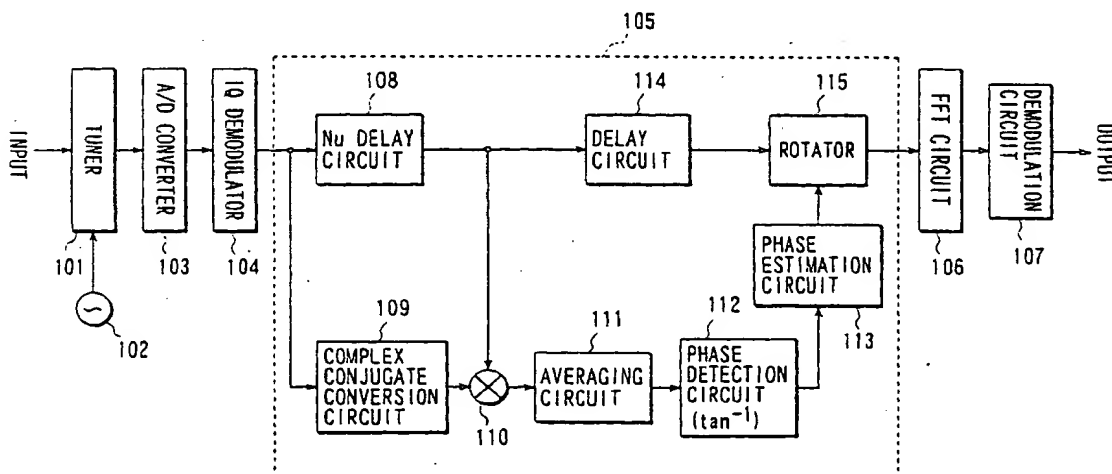 105
INPUT
TUNER
101
102
A/D CONVERTER
103
IQ DEMODULATOR
104
108
Nu DELAY
CIRCUIT
114
DELAY
CIRCUIT
115
ROTATOR
PHASE
ESTIMATION
CIRCUIT
113
109
COMPLEX
CONJUGATE
CONVERSION
CIRCUIT
110
111
AVERAGING
CIRCUIT
112
PHASE
DETECTION
CIRCUIT
(tan⁻¹)
FFT CIRCUIT
106
DEMODULATION
CIRCUIT
107
OUTPUT